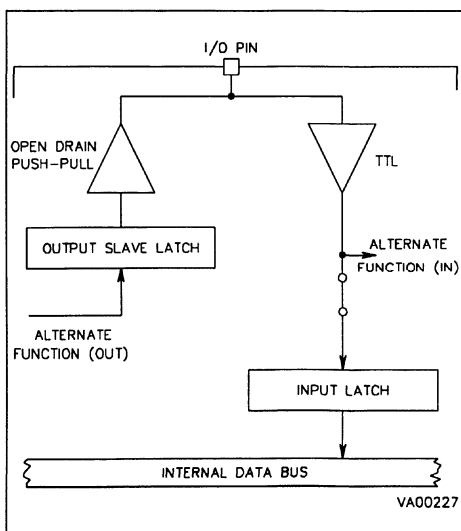 I/O PIN
OPEN DRAIN
PUSH-PULL
TTL
OUTPUT SLAVE LATCH
ALTERNATE
FUNCTION (IN)
ALTERNATE
FUNCTION (OUT)
INPUT LATCH
INTERNAL DATA BUS
VA00227